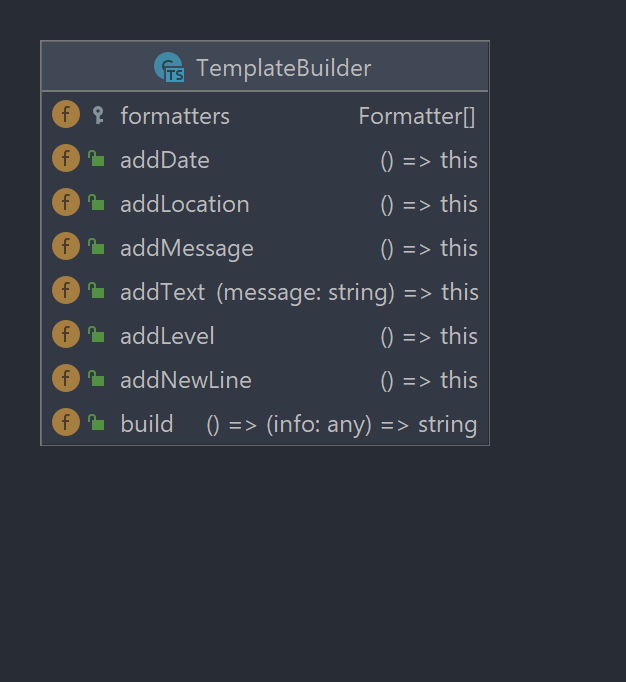 TS TemplateBuilder
f formatters Formatter[]
f addDate () => this
f addLocation () => this
f addMessage () => this
f addText (message: string) => this
f addLevel () => this
f addNewLine () => this
f build () => (info: any) => string